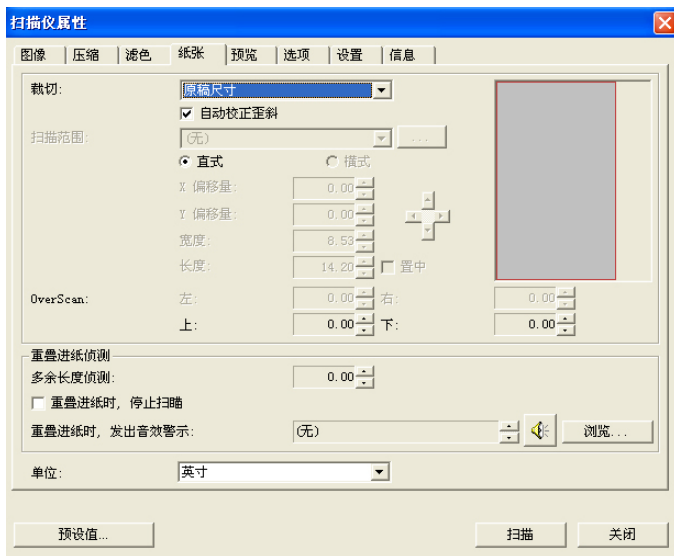 扫描仪属性
图像 压缩 滤色 纸张 预览 选项 设置 信息
裁切: 原稿尺寸
自动校正歪斜
扫描范围: (无) ...
直式 横式
X 偏移量: 0.00
Y 偏移量: 0.00
宽度: 8.53
长度: 14.20 置中
OverScan: 左: 0.00 右: 0.00
上: 0.00 下: 0.00
重叠进纸侦测
多余长度侦测: 0.00
重叠进纸时, 停止扫瞄
重叠进纸时, 发出音效警示: (无) 浏览...
单位: 英寸
预设值... 扫描 关闭